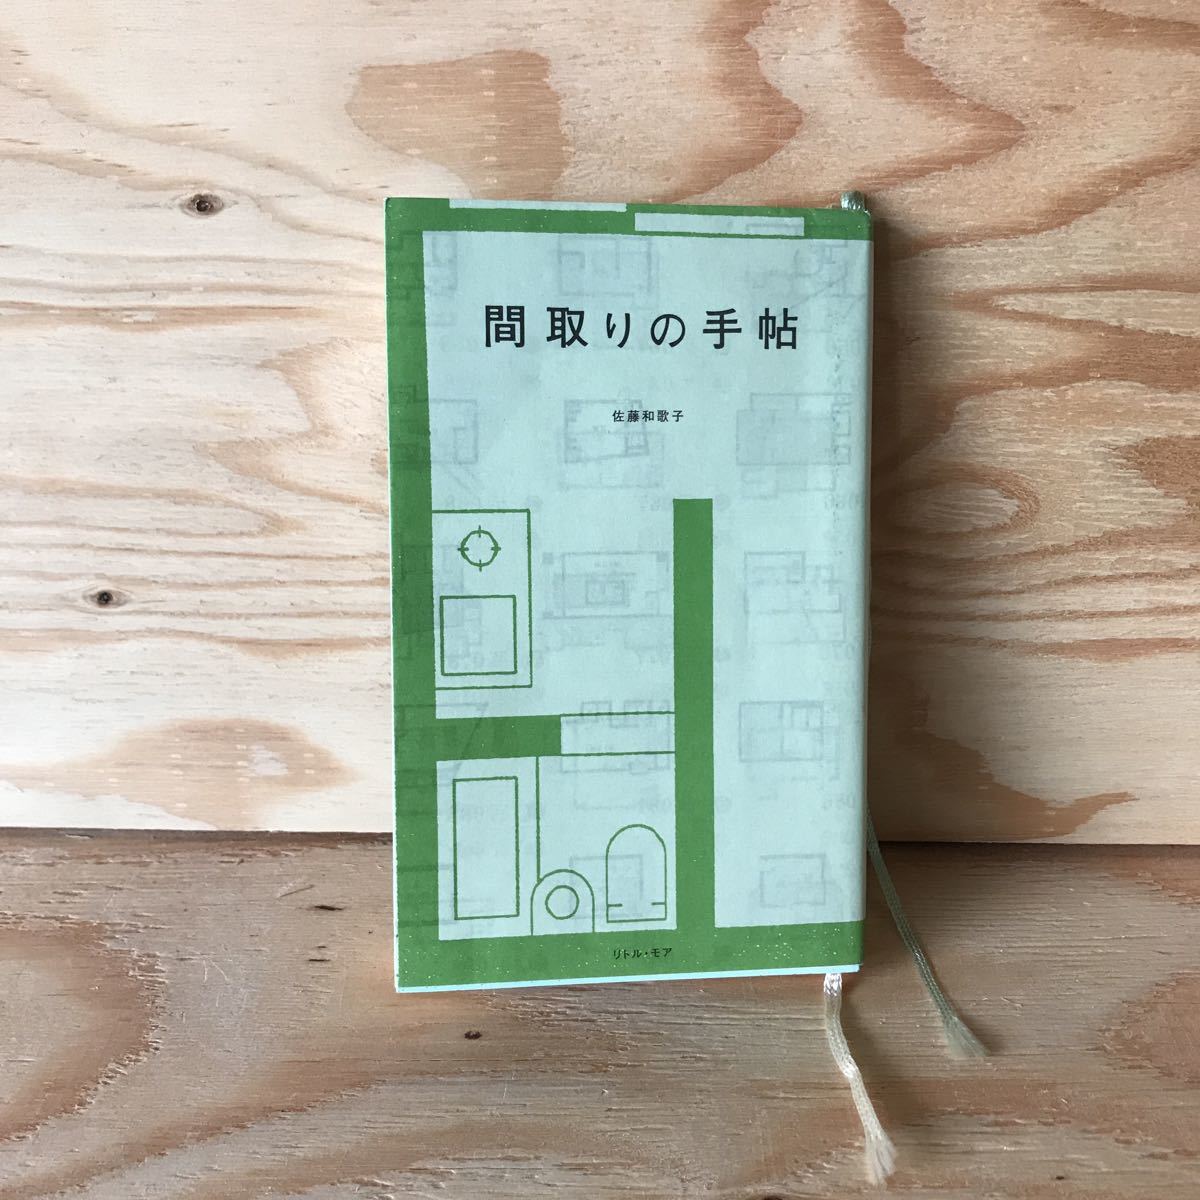 間取りの手帖
佐藤和歌子
リトル・モア